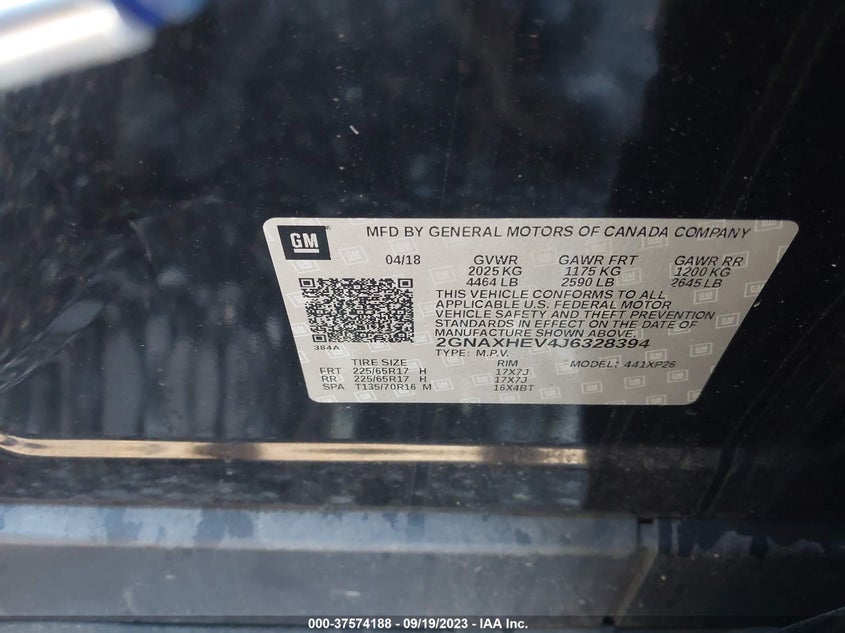 GM
MFD BY GENERAL MOTORS OF CANADA COMPANY
04/18 GVWR GAWR FRT GAWR RR
2025 KG 1175 KG 1200 KG
4464 LB 2590 LB 2645 LB
THIS VEHICLE CONFORMS TO ALL
APPLICABLE U.S. FEDERAL MOTOR
VEHICLE SAFETY AND THEFT PREVENTION
STANDARDS IN EFFECT ON THE DATE OF
MANUFACTURE SHOWN ABOVE.
384A 2GNAXHEV4J6328394
TYPE: M.P.V. MODEL: 441XP26
TIRE SIZE RIM
FRT 225/65R17 H 17X7J
RR 225/65R17 H 17X7J
SPA T135/70R16 M 16X4BT
000-37574188 - 09/19/2023 - IAA Inc.